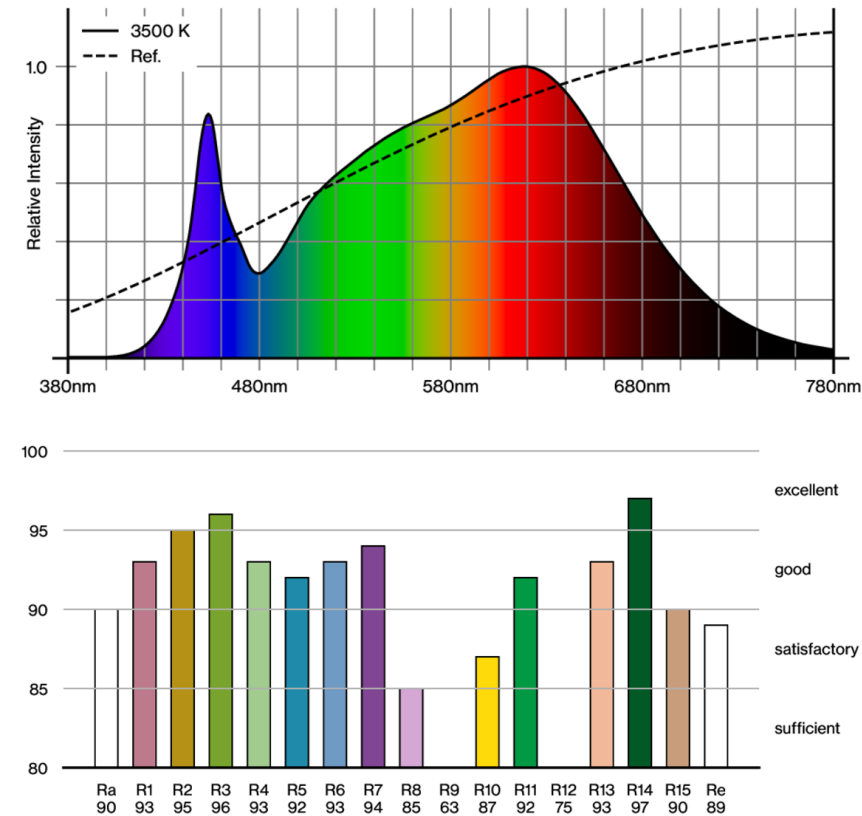 3500 K
Ref.
1.0
Relative Intensity
380nm 480nm 580nm 680nm 780nm
100
excellent
95
good
90
satisfactory
85
sufficient
80
Ra R1 R2 R3 R4 R5 R6 R7 R8 R9 R10 R11 R12 R13 R14 R15 Re
90 93 95 96 93 92 93 94 85 63 87 92 75 93 97 90 89